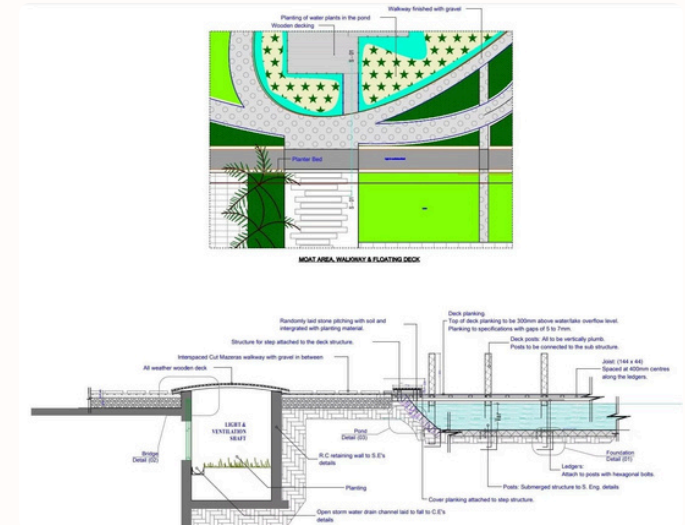 Walkway finished with gravel
Planting of water plants in the pond
Wooden decking
Planter Bed
MOAT AREA, WALKWAY & FLOATING DECK
Randomly laid stone pitching with soil and
intergrated with planting material.
Structure for step attached to the deck structure.
Interspaced Cut Mazeras walkway with gravel in between
All weather wooden deck
Deck planking.
Top of deck planking to be 300mm above water/lake overflow level.
Planking to specifications with gaps of 5 to 7mm.
Deck posts: All to be vertically plumb.
Posts to be connected to the sub structure.
Joist: (144 x 44)
Spaced at 400mm centres
along the ledgers.
LIGHT &
VENTILATION
SHAFT
Bridge
Detail (02)
Pond
Detail (03)
R.C retaining wall to S.E's
details
Planting
Open storm water drain channel laid to fall to C.E's
details
Foundation
Detail (01)
Ledgers:
Attach to posts with hexagonal bolts.
Posts: Submerged structure to S. Eng. details
Cover planking attached to step structure.